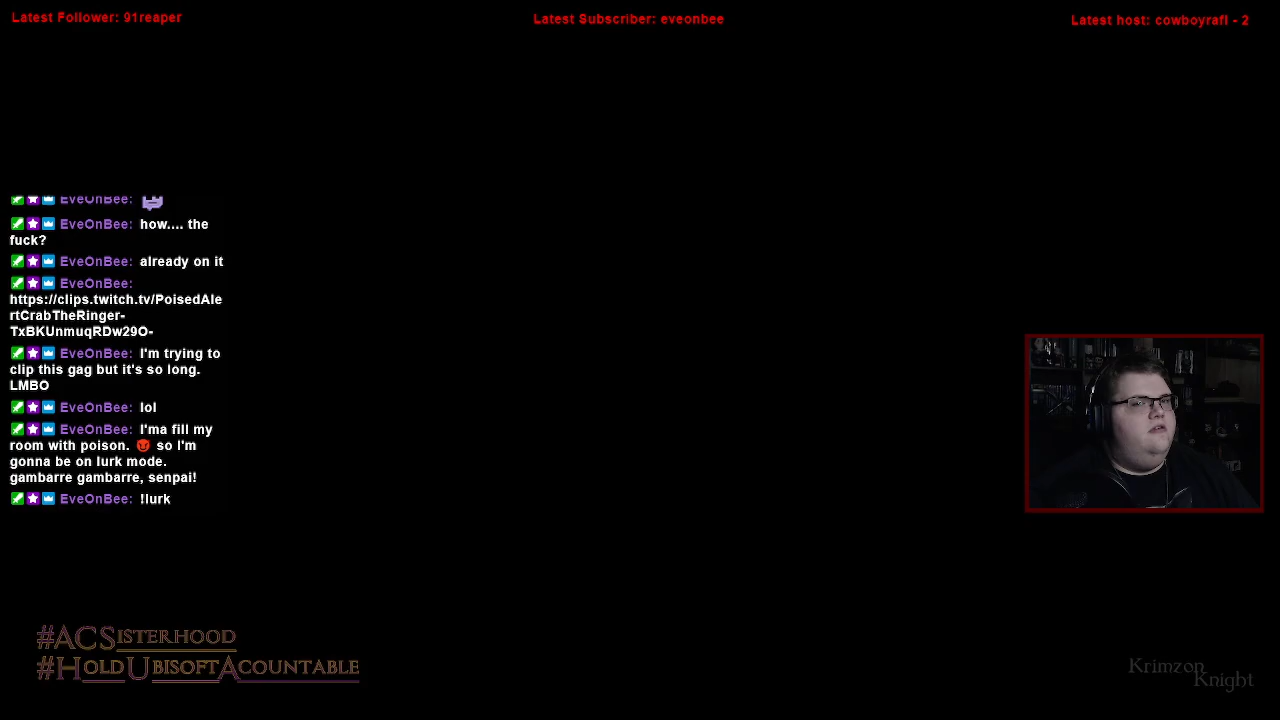 Latest Follower: 91reaper
Latest Subscriber: eveonbee
Latest host: cowboyrafl - 2
EveOnBee:
EveOnBee: how.... the
fuck?
EveOnBee: already on it
EveOnBee:
https://clips.twitch.tv/PoisedAle
rtCrabTheRinger-
TxBKUnmuqRDw29O-
EveOnBee: I'm trying to
clip this gag but it's so long.
LMBO
EveOnBee: lol
EveOnBee: I'ma fill my
room with poison. 😈 so I'm
gonna be on lurk mode.
gambarre gambarre, senpai!
EveOnBee: !lurk
#ACSisterhood
#HoldUbisoftAcountable
Krimzon
Knight